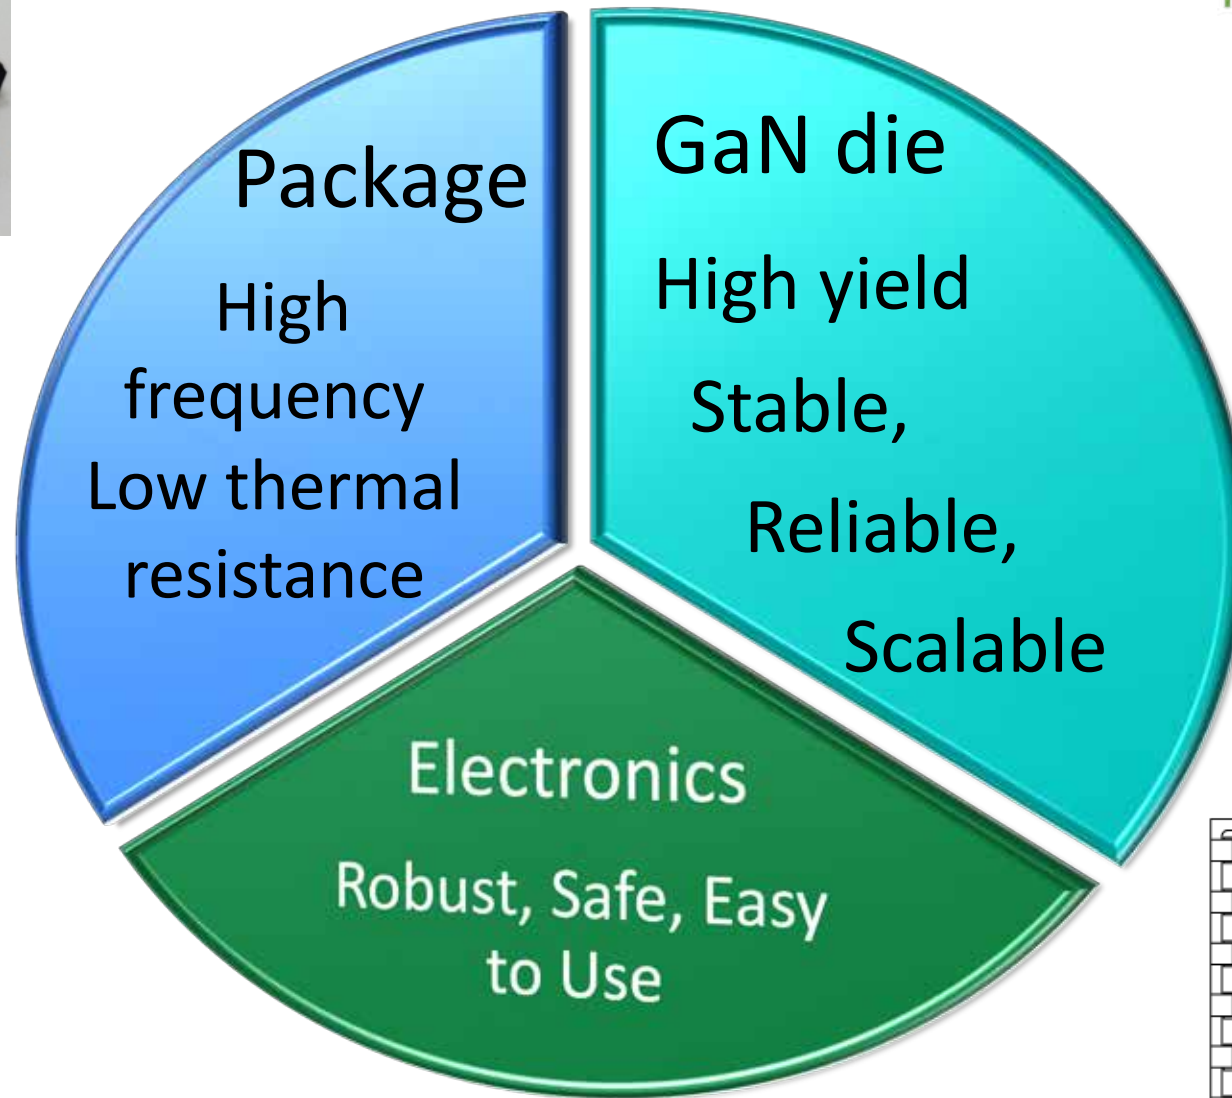 Package
High
frequency
Low thermal
resistance
GaN die
High yield
Stable,
Reliable,
Scalable
Electronics
Robust, Safe, Easy
to Use